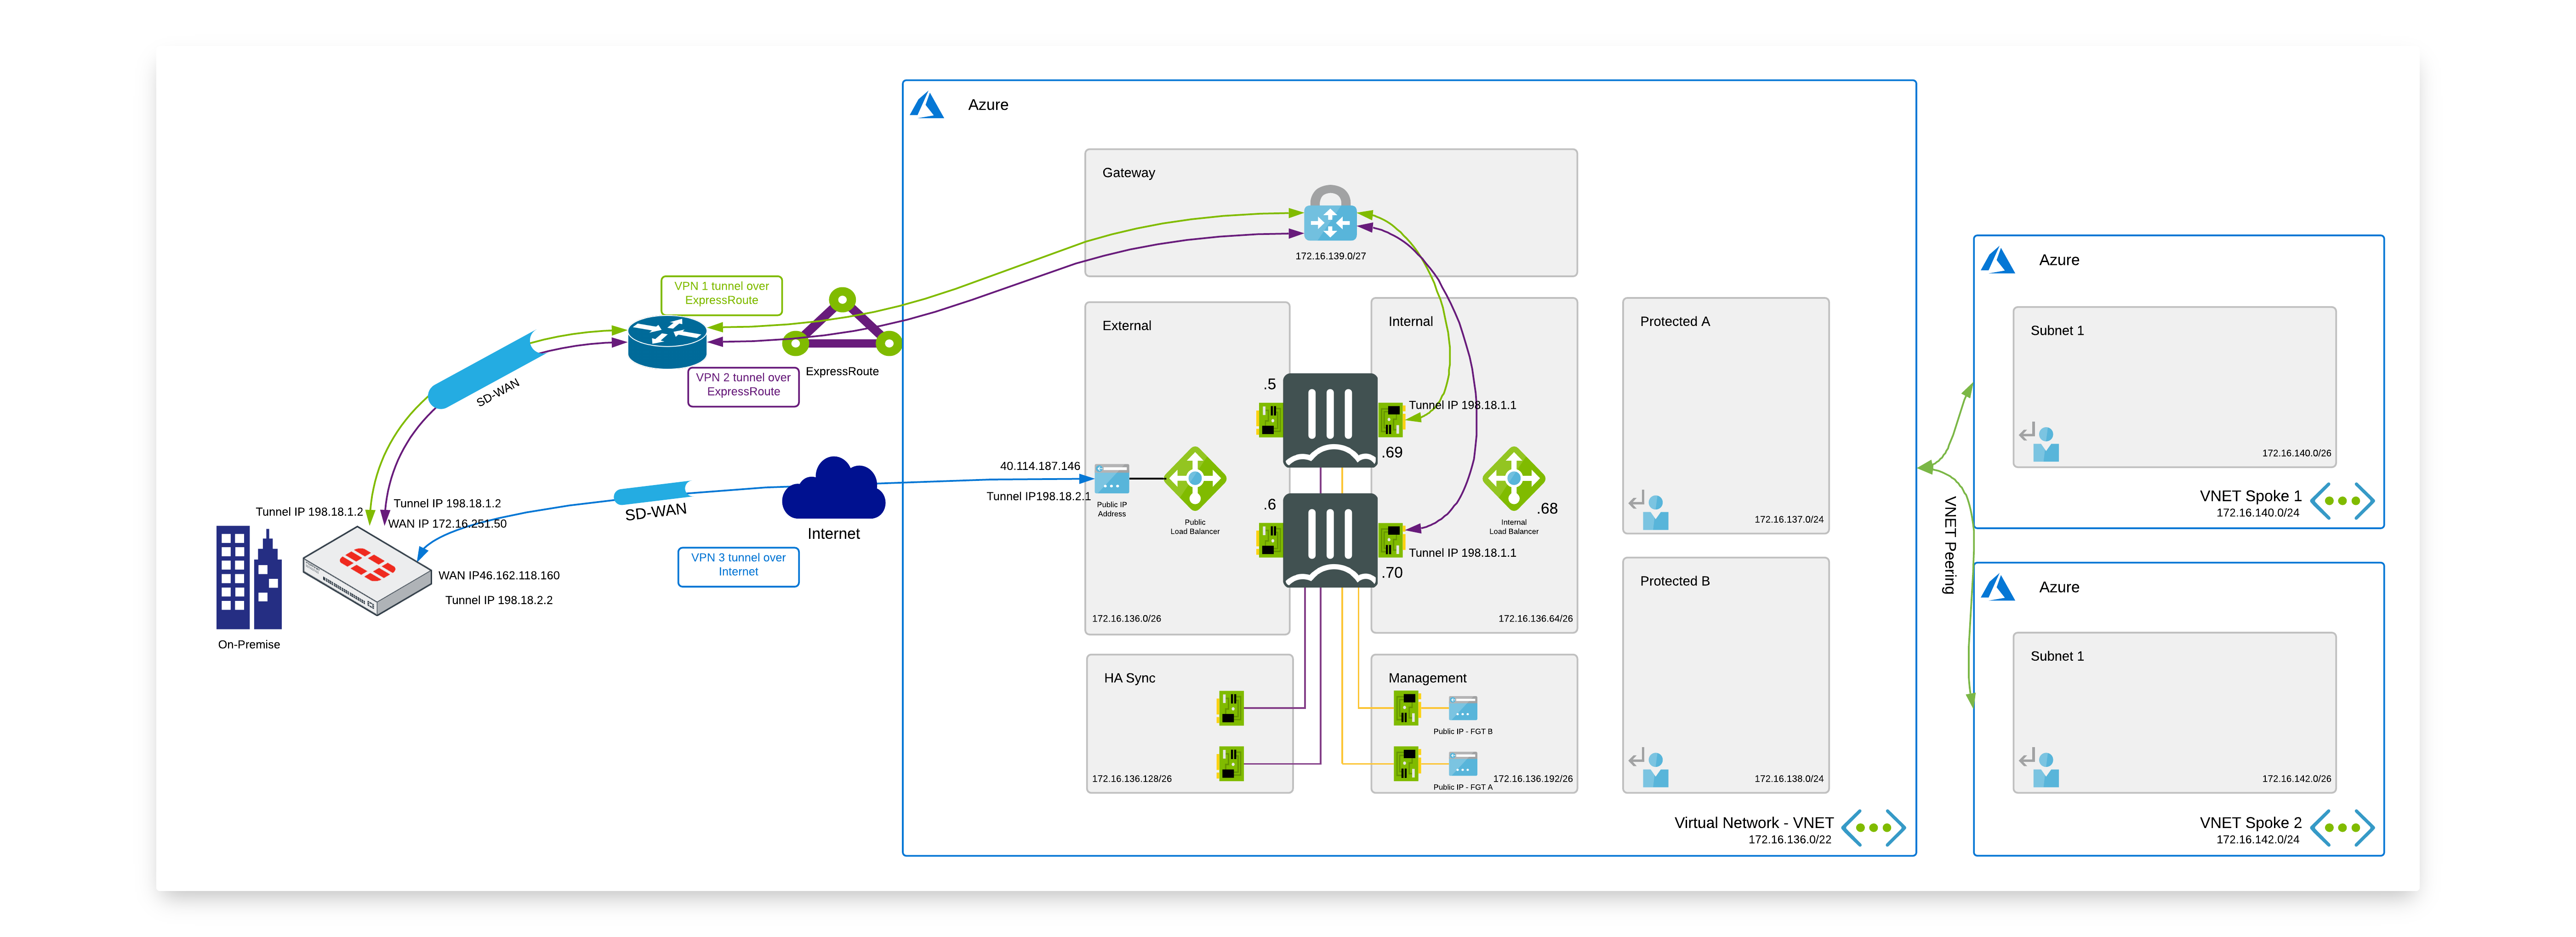 Azure
Gateway
172.16.139.0/27
VPN 1 tunnel over
ExpressRoute
VPN 2 tunnel over
ExpressRoute
ExpressRoute
SD-WAN
External
Internal
Protected A
.5
Tunnel IP 198.18.1.1
.69
40.114.187.146
Tunnel IP198.18.2.1
Public IP
Address
Public
Load Balancer
.6
Internal
Load Balancer
.68
Tunnel IP 198.18.1.1
.70
172.16.137.0/24
Tunnel IP 198.18.1.2
Tunnel IP 198.18.1.2
WAN IP 172.16.251.50
SD-WAN
Internet
VPN 3 tunnel over
Internet
WAN IP46.162.118.160
Tunnel IP 198.18.2.2
On-Premise
172.16.136.0/26
172.16.136.64/26
Protected B
HA Sync
172.16.136.128/26
Management
Public IP - FGT B
Public IP - FGT A
172.16.136.192/26
172.16.138.0/24
Virtual Network - VNET
172.16.136.0/22
VNET Peering
Azure
Subnet 1
172.16.140.0/26
VNET Spoke 1
172.16.140.0/24
Azure
Subnet 1
172.16.142.0/26
VNET Spoke 2
172.16.142.0/24